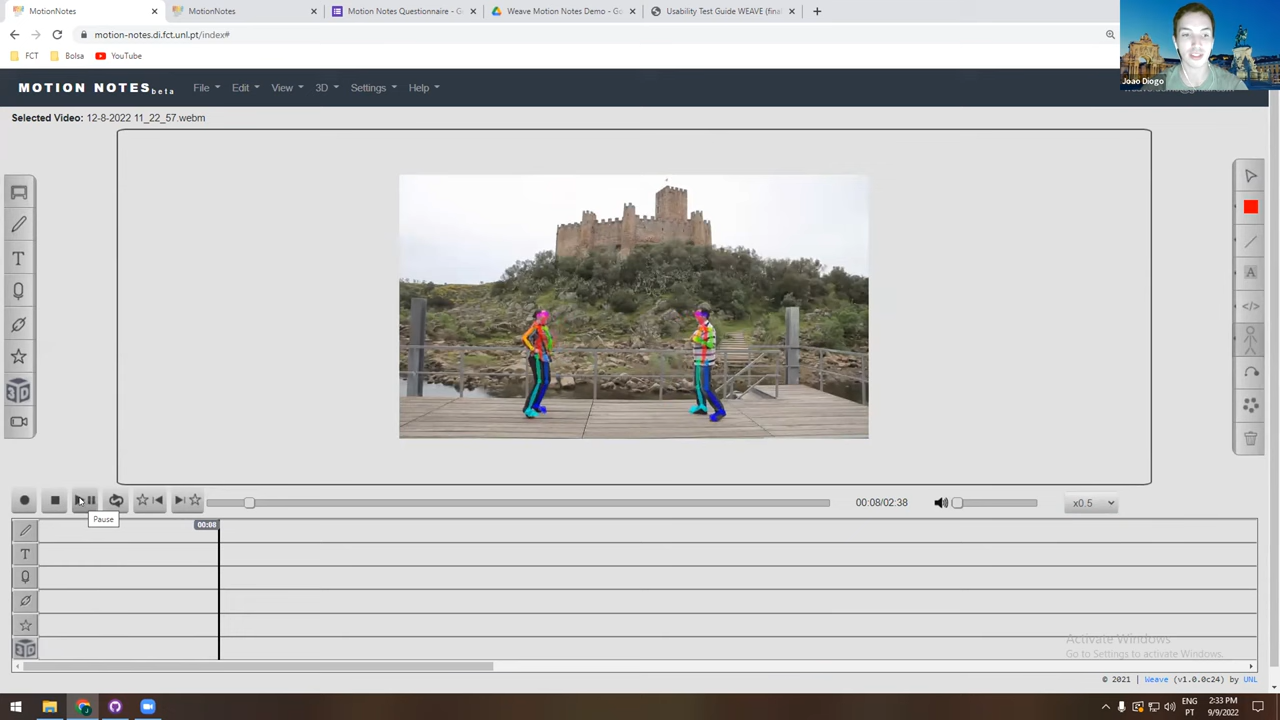 MotionNotes
MotionNotes
Motion Notes Questionnaire - G
Weave Motion Notes Demo - Go
Usability Test Guide WEAVE (final
motion-notes.di.fct.unl.pt/index#
FCT
Bolsa
YouTube
Joao Diogo
MOTION NOTES beta
File
Edit
View
3D
Settings
Help
Selected Video: 12-8-2022 11_22_57.webm
T
3D
A
</>
00:08/02:38
x0.5
Pause
00:08
T
3D
Activate Windows
Go to Settings to activate Windows.
© 2021 | Weave (v1.0.0c24) by UNL
ENG
PT
2:33 PM
9/9/2022